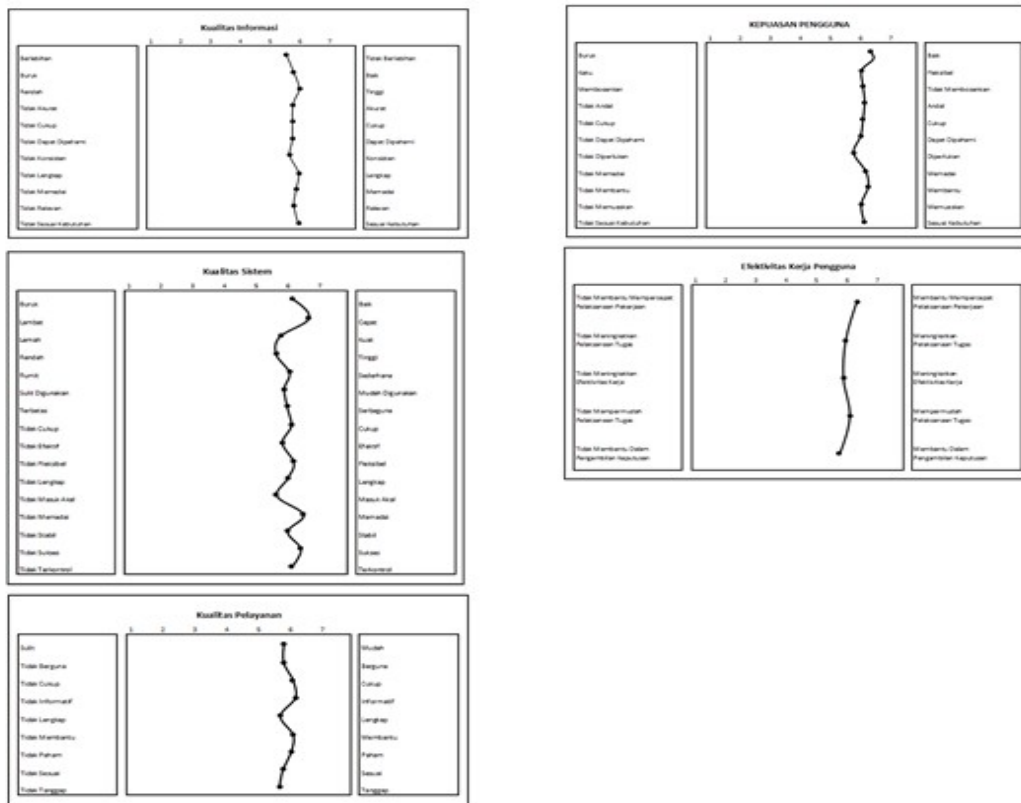 Kualitas Informasi
1 2 3 4 5 6 7
Berlebihan
Buruk
Rendah
Tidak Akurat
Tidak Cukup
Tidak Dapat Dipahami
Tidak Konsisten
Tidak Lengkap
Tidak Memadai
Tidak Relevan
Tidak Sesuai Kebutuhan
Tidak Berlebihan
Baik
Tinggi
Akurat
Cukup
Dapat Dipahami
Konsisten
Lengkap
Memadai
Relevan
Sesuai Kebutuhan
Kualitas Sistem
1 2 3 4 5 6 7
Buruk
Lambat
Lemah
Rendah
Rumit
Sulit Digunakan
Terbatas
Tidak Cukup
Tidak Efektif
Tidak Fleksibel
Tidak Lengkap
Tidak Masuk Akal
Tidak Memadai
Tidak Stabil
Tidak Sukses
Tidak Terkontrol
Baik
Cepat
Kuat
Tinggi
Sederhana
Mudah Digunakan
Serbaguna
Cukup
Efektif
Fleksibel
Lengkap
Masuk Akal
Memadai
Stabil
Sukses
Terkontrol
Kualitas Pelayanan
1 2 3 4 5 6 7
Sulit
Tidak Berguna
Tidak Cukup
Tidak Informatif
Tidak Lengkap
Tidak Membantu
Tidak Paham
Tidak Sesuai
Tidak Tanggap
Mudah
Berguna
Cukup
Informatif
Lengkap
Membantu
Paham
Sesuai
Tanggap
KEPUASAN PENGGUNA
1 2 3 4 5 6 7
Buruk
Kaku
Membosankan
Tidak Andal
Tidak Cukup
Tidak Dapat Dipahami
Tidak Diperlukan
Tidak Memadai
Tidak Membantu
Tidak Memuaskan
Tidak Sesuai Kebutuhan
Baik
Fleksibel
Tidak Membosankan
Andal
Cukup
Dapat Dipahami
Diperlukan
Memadai
Membantu
Memuaskan
Sesuai Kebutuhan
Efektivitas Kerja Pengguna
1 2 3 4 5 6 7
Tidak Membantu Mempercepat
Pelaksanaan Pekerjaan
Tidak Meningkatkan
Pelaksanaan Tugas
Tidak Meningkatkan
Efektivitas Kerja
Tidak Mempermudah
Pelaksanaan Tugas
Tidak Membantu Dalam
Pengambilan Keputusan
Membantu Mempercepat
Pelaksanaan Pekerjaan
Meningkatkan
Pelaksanaan Tugas
Meningkatkan
Efektivitas Kerja
Mempermudah
Pelaksanaan Tugas
Membantu Dalam
Pengambilan Keputusan